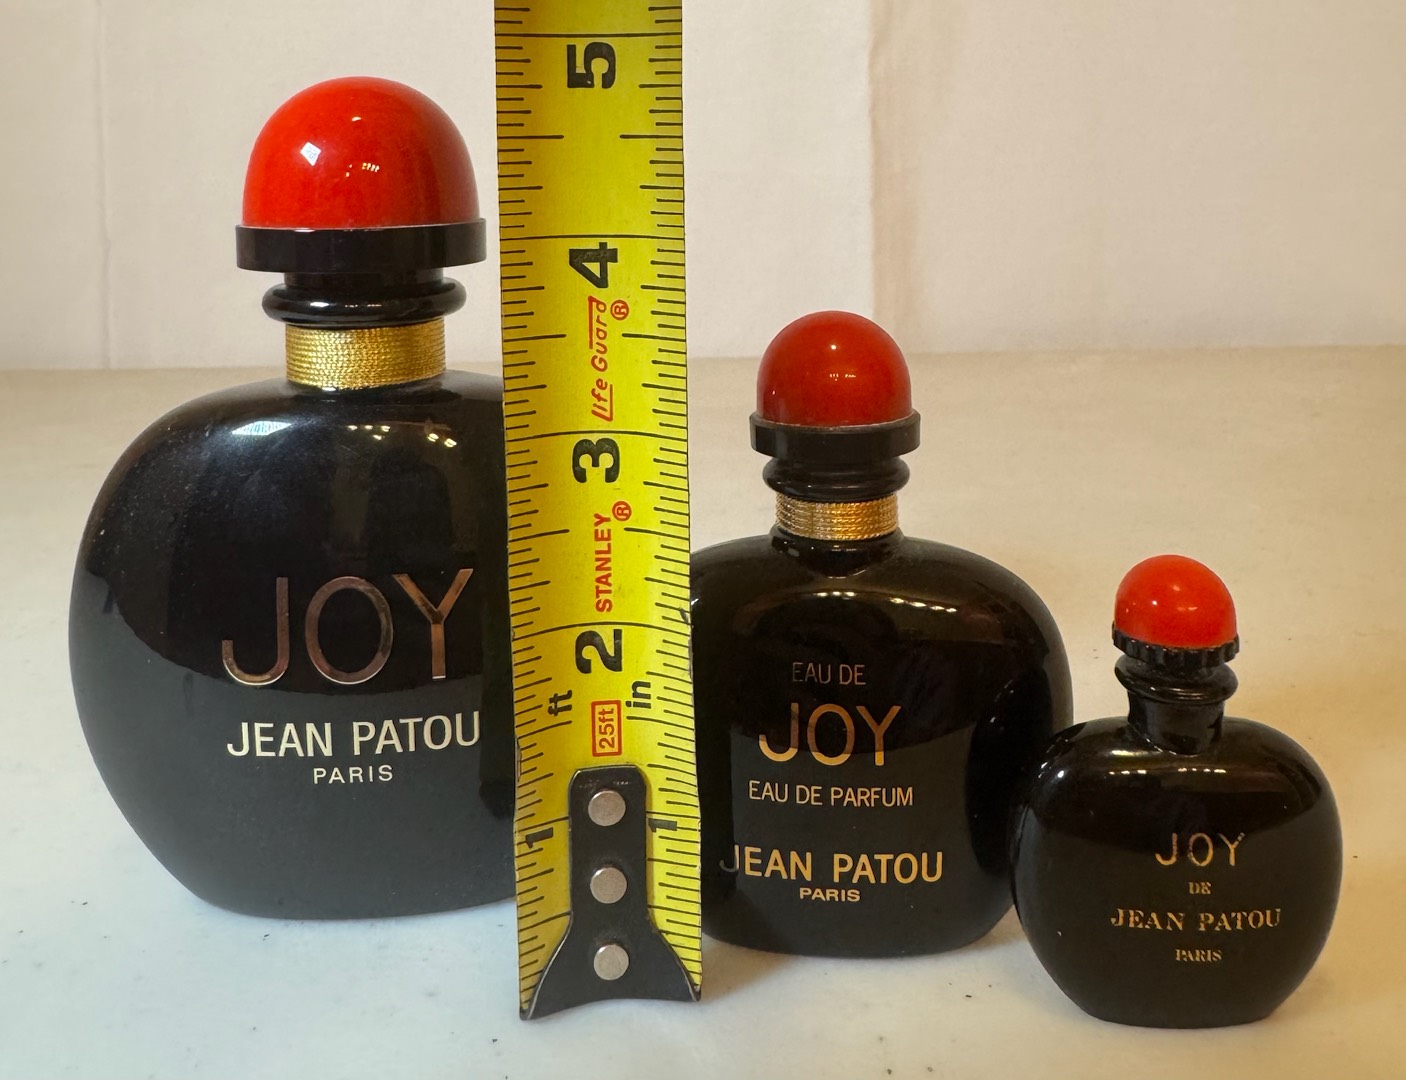 JOY
JEAN PATOU
PARIS
5
4
life Guard®
3
STANLEY®
2
ft in
25ft
1 1
EAU DE
JOY
EAU DE PARFUM
JEAN PATOU
PARIS
JOY
DE
JEAN PATOU
PARIS